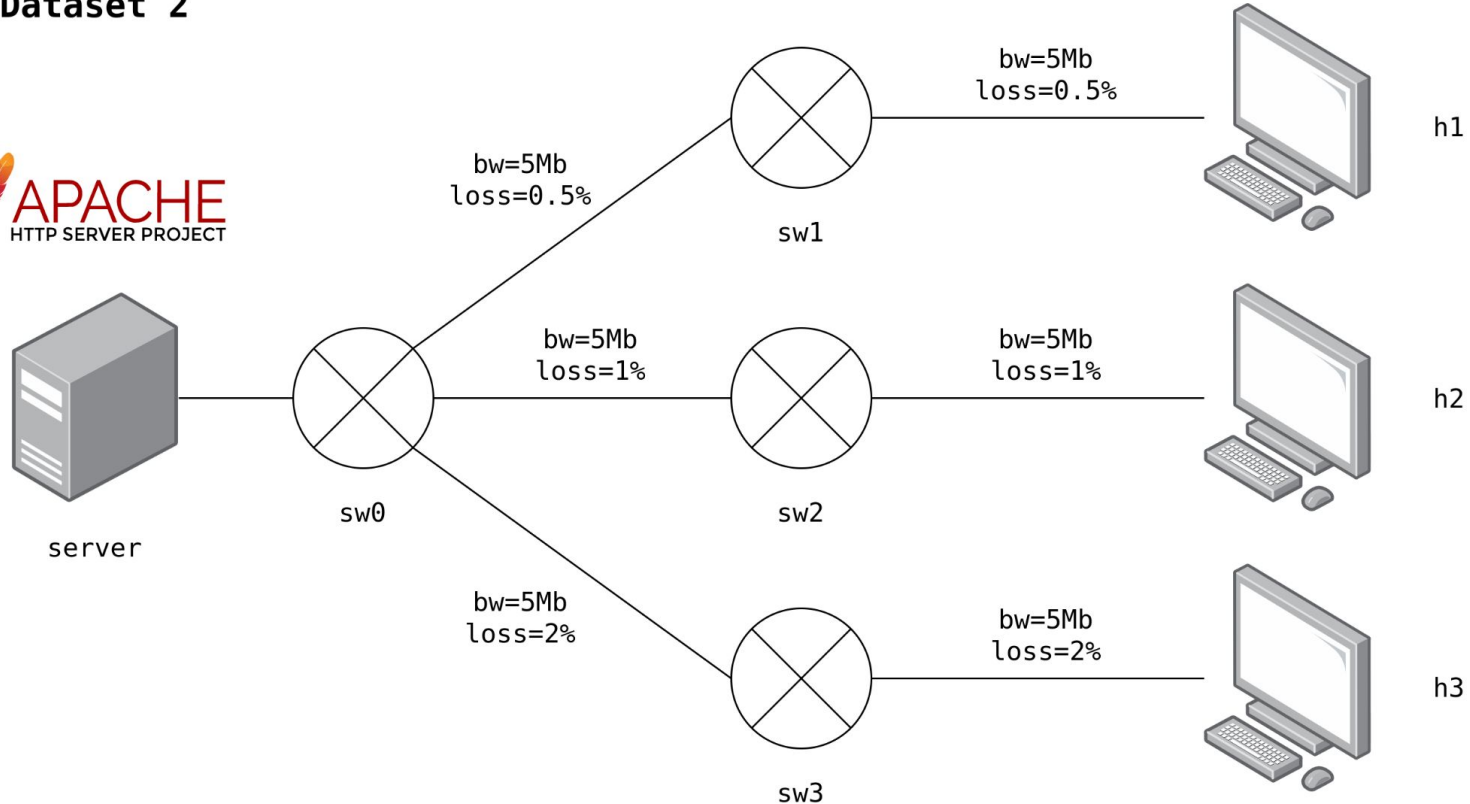 Dataset 2
bw=5Mb
loss=0.5%
h1
bw=5Mb
loss=0.5%
APACHE
HTTP SERVER PROJECT
sw1
bw=5Mb
loss=1%
bw=5Mb
loss=1%
h2
sw0
sw2
server
bw=5Mb
loss=2%
bw=5Mb
loss=2%
h3
sw3